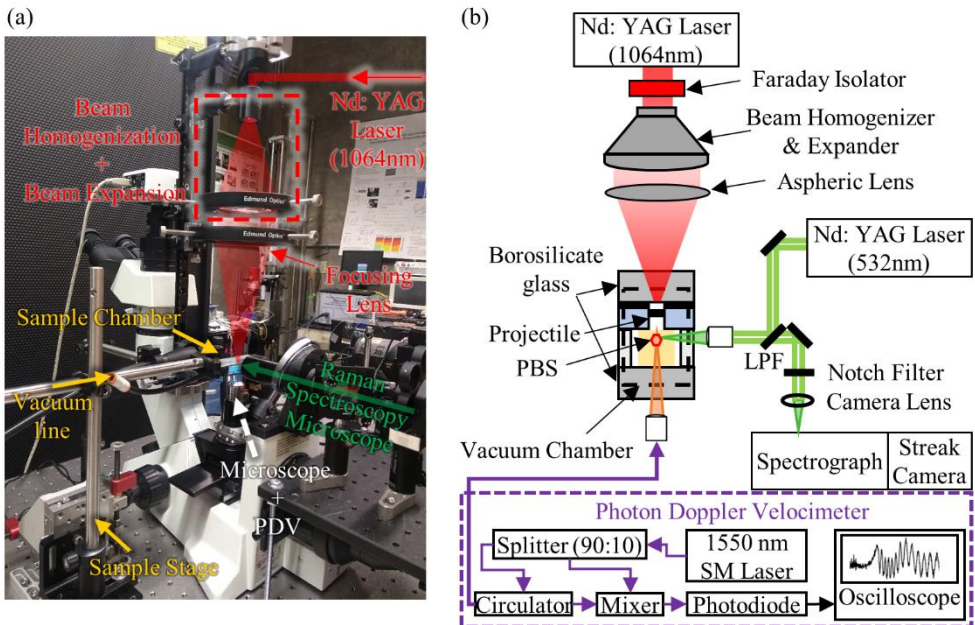 (a)
Nd: YAG
Laser
(1064nm)
Beam
Homogenization
+
Beam Expansion
Edmund Optics
Edmund Optics
Focusing
Lens
Sample Chamber
Vacuum
line
Raman
Spectroscopy
Microscope
Microscope
+
PDV
Sample Stage
(b)
Nd: YAG Laser
(1064nm)
Faraday Isolator
Beam Homogenizer
& Expander
Aspheric Lens
Nd: YAG Laser
(532nm)
Borosilicate
glass
Projectile
PBS
LPF
Notch Filter
Camera Lens
Vacuum Chamber
Spectrograph
Streak
Camera
Photon Doppler Velocimeter
Splitter (90:10)
1550 nm
SM Laser
Circulator
Mixer
Photodiode
Oscilloscope